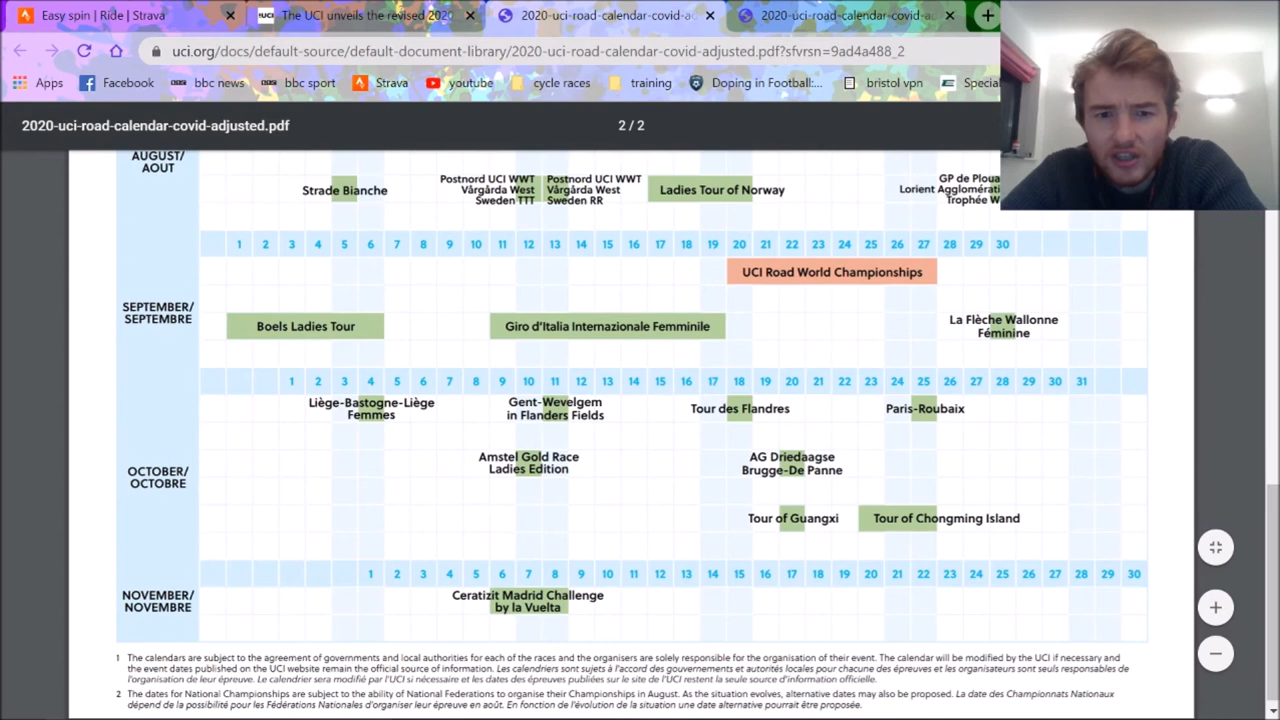 Easy spin | Ride | Strava
UCI The UCI unveils the revised 2020
2020-uci-road-calendar-covid-ad
2020-uci-road-calendar-covid-ad
uci.org/docs/default-source/default-document-library/2020-uci-road-calendar-covid-adjusted.pdf?sfvrsn=9ad4a488_2
Apps Facebook bbc news bbc sport Strava youtube cycle races training Doping in Football:... bristol vpn Special
2020-uci-road-calendar-covid-adjusted.pdf
2 / 2
AUGUST/
AOUT
Strade Bianche
Postnord UCI WWT
Vårgårda West
Sweden TTT
Postnord UCI WWT
Vårgårda West
Sweden RR
Ladies Tour of Norway
GP de Ploua
Lorient Agglomérati
Trophée W
1 2 3 4 5 6 7 8 9 10 11 12 13 14 15 16 17 18 19 20 21 22 23 24 25 26 27 28 29 30
UCI Road World Championships
SEPTEMBER/
SEPTEMBRE
Boels Ladies Tour
Giro d'Italia Internazionale Femminile
La Flèche Wallonne
Féminine
1 2 3 4 5 6 7 8 9 10 11 12 13 14 15 16 17 18 19 20 21 22 23 24 25 26 27 28 29 30 31
Liège-Bastogne-Liège
Femmes
Gent-Wevelgem
in Flanders Fields
Tour des Flandres
Paris-Roubaix
OCTOBER/
OCTOBRE
Amstel Gold Race
Ladies Edition
AG Driedaagse
Brugge-De Panne
Tour of Guangxi
Tour of Chongming Island
1 2 3 4 5 6 7 8 9 10 11 12 13 14 15 16 17 18 19 20 21 22 23 24 25 26 27 28 29 30
NOVEMBER/
NOVEMBRE
Ceratizit Madrid Challenge
by la Vuelta
1 The calendars are subject to the agreement of governments and local authorities for each of the races and the organisers are solely responsible for the organisation of their event. The calendar will be modified by the UCI if necessary and
the event dates published on the UCI website remain the official source of information. Les calendriers sont sujets à l'accord des gouvernements et autorités locales pour chacune des épreuves et les organisateurs sont seuls responsables de
l'organisation de leur épreuve. Le calendrier sera modifié par l'UCI si nécessaire et les dates des épreuves publiées sur le site de l'UCI restent la seule source d'information officielle.
2 The dates for National Championships are subject to the ability of National Federations to organise their Championships in August. As the situation evolves, alternative dates may also be proposed. La date des Championnats Nationaux
dépend de la possibilité pour les Fédérations Nationales d'organiser leur épreuve en août. En fonction de l'évolution de la situation une date alternative pourrait être proposée.